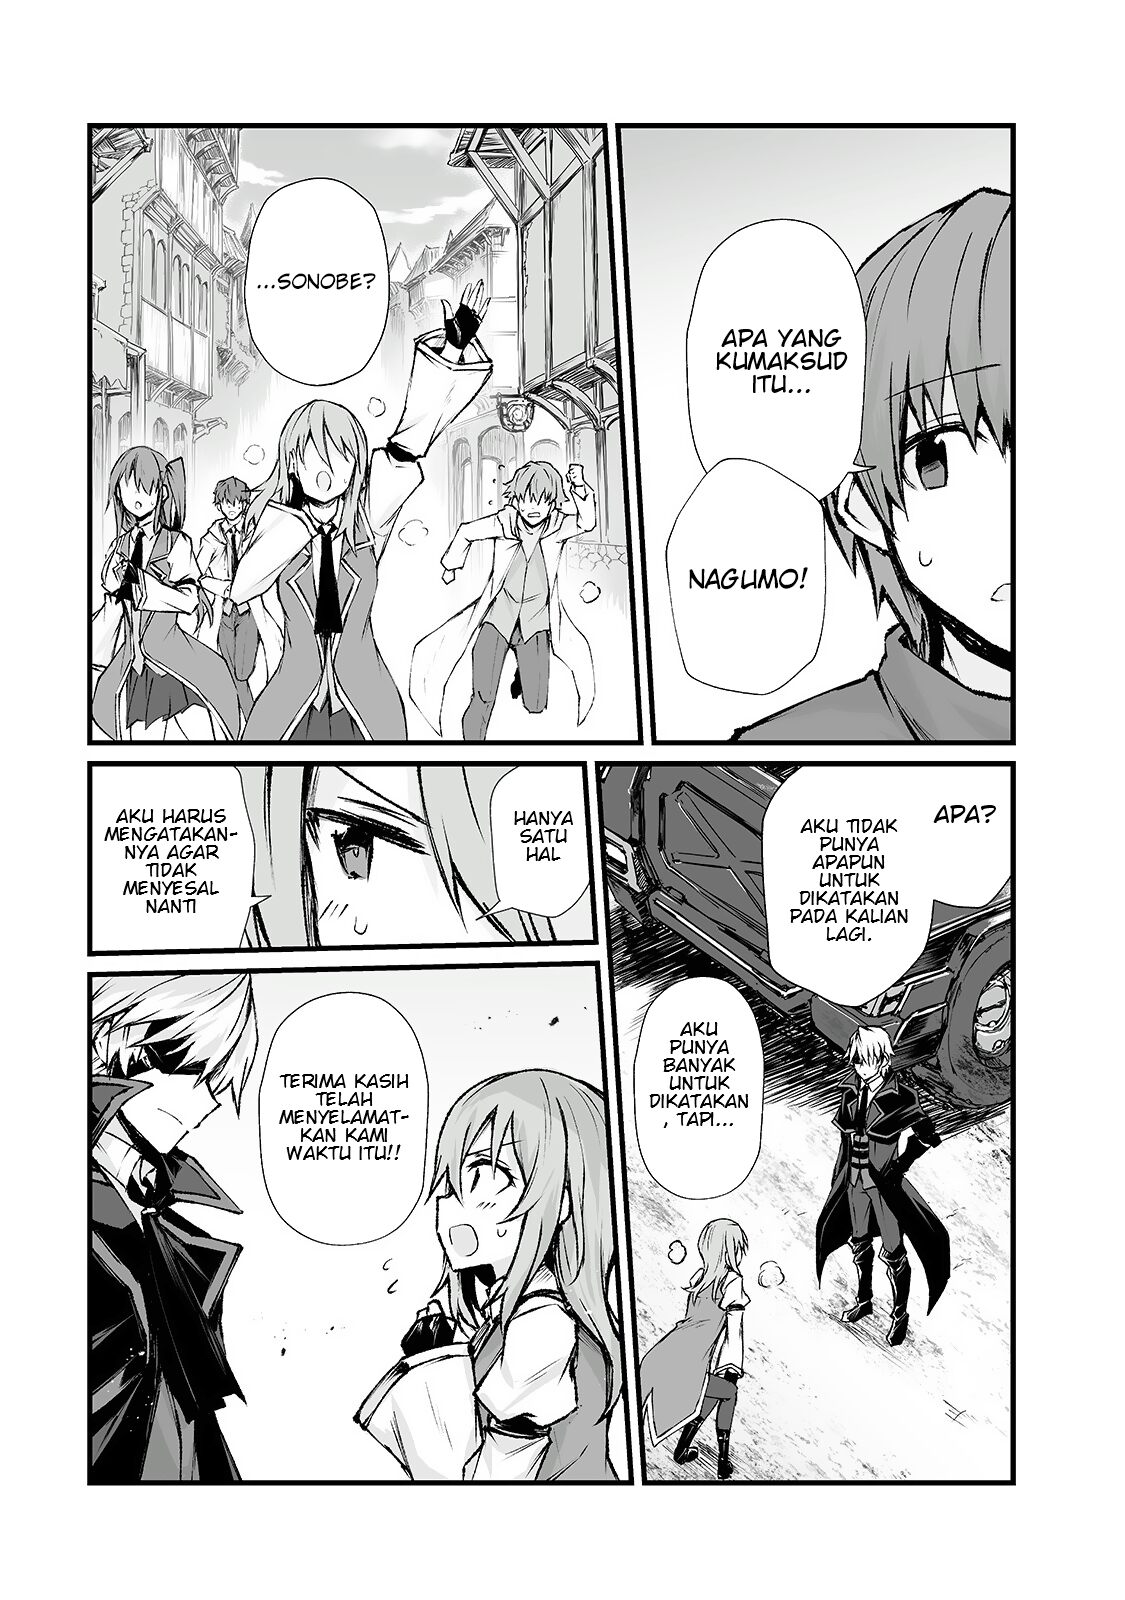 APA YANG
KUMAKSUD
ITU...
NAGUMO!
...SONOBE?
APA?
AKU TIDAK
PUNYA
APAPUN
UNTUK
DIKATAKAN
PADA KALIAN
LAGI.
AKU
PUNYA
BANYAK
UNTUK
DIKATAKAN
, TAPI...
HANYA
SATU
HAL
AKU HARUS
MENGATAKAN-
NYA AGAR
TIDAK
MENYESAL
NANTI
TERIMA KASIH
TELAH
MENYELAMAT-
KAN KAMI
WAKTU ITU!!